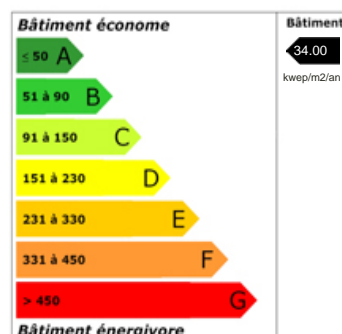 Bâtiment économe
Bâtiment
≤ 50 A
34.00
kwep/m2/an
51 à 90 B
91 à 150 C
151 à 230 D
231 à 330 E
331 à 450 F
> 450 G
Bâtiment énergivore